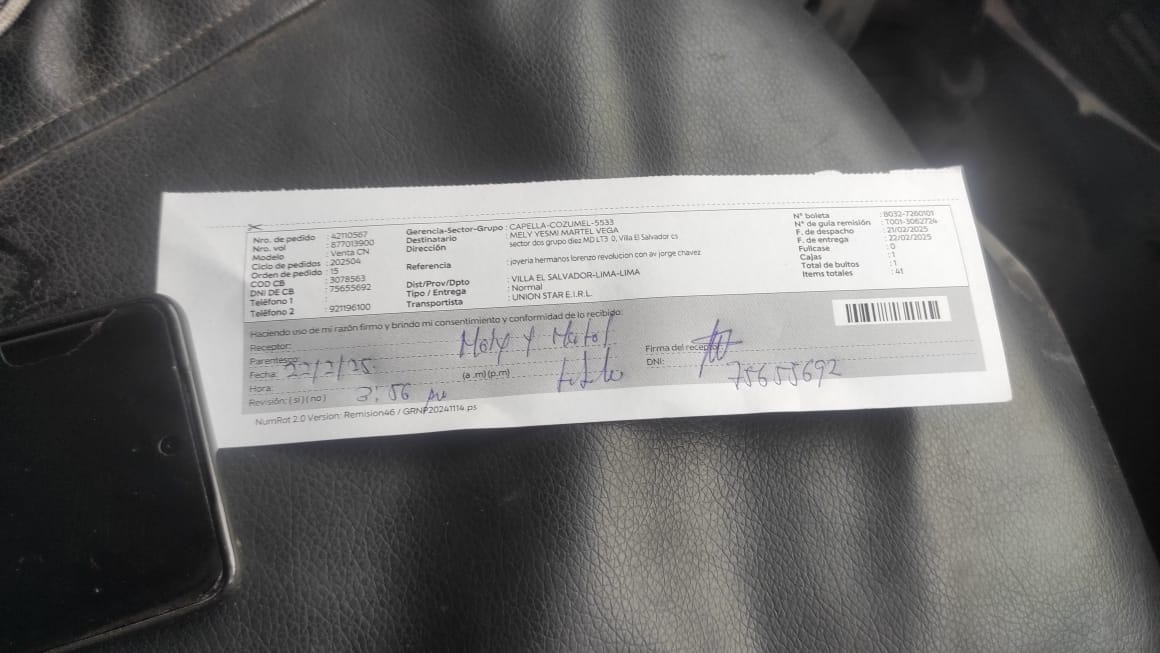 Nro. de pedido : 42110567
Nro. vol : 877013900
Modelo : Venta CN
Ciclo de pedidos : 202504
Orden de pedido : 15
COD CB : 3078563
DNI DE CB : 75655692
Teléfono 1 :
Teléfono 2 : 921196100
Gerencia-Sector-Grupo : CAPELLA-COZUMEL-5533
Destinatario : MELY YESMI MARTEL VEGA
Dirección sector dos grupo diez MD LT3 0, Villa El Salvador cs
Referencia : joyeria hermanos lorenzo revolucion con av jorge chavez
Dist/Prov/Dpto : VILLA EL SALVADOR-LIMA-LIMA
Tipo / Entrega : Normal
Transportista : UNION STAR E.I.R.L.
N° boleta : B032-7260101
N° de guía remisión : T001-3062724
F. de despacho : 21/02/2025
F. de entrega : 22/02/2025
Fullcase : 0
Cajas : 1
Total de bultos : 1
Items totales : 41
Haciendo uso de mi razón firmo y brindo mi consentimiento y conformidad de lo recibido:
Receptor: Mely Y
Parentesco:
Fecha: 22/2/25 (a .m) (p.m)
Hora: 3:56
Revisión: ( si ) ( no )
Firma del receptor:
DNI: 75655692
NumRot 2.0 Version: Remision46 / GRNP20241114.ps